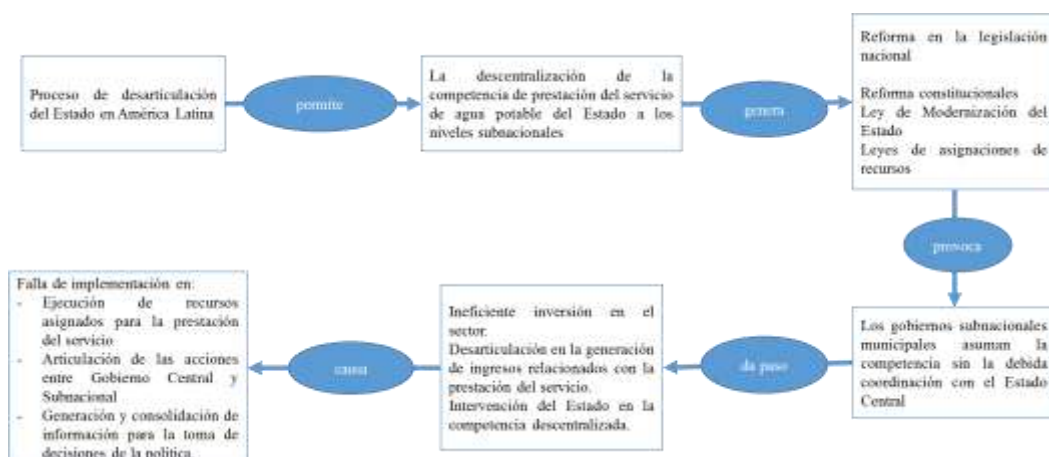 Proceso de desarticulación
del Estado en América Latina
permite
La descentralización de la
competencia de prestación del servicio
de agua potable del Estado a los
niveles subnacionales
genera
Reforma en la legislación
nacional
Reforma constitucionales
Ley de Modernización del
Estado
Leyes de asignaciones de
recursos
provoca
Los gobiernos subnacionales
municipales asuman la
competencia sin la debida
coordinación con el Estado
Central
da paso
Ineficiente inversión en el
sector.
Desarticulación en la generación
de ingresos relacionados con la
prestación del servicio.
Intervención del Estado en la
competencia descentralizada.
causa
Falla de implementación en:
- Ejecución de recursos
asignados para la prestación
del servicio
- Articulación de las acciones
entre Gobierno Central y
Subnacional
- Generación y consolidación de
información para la toma de
decisiones de la política.